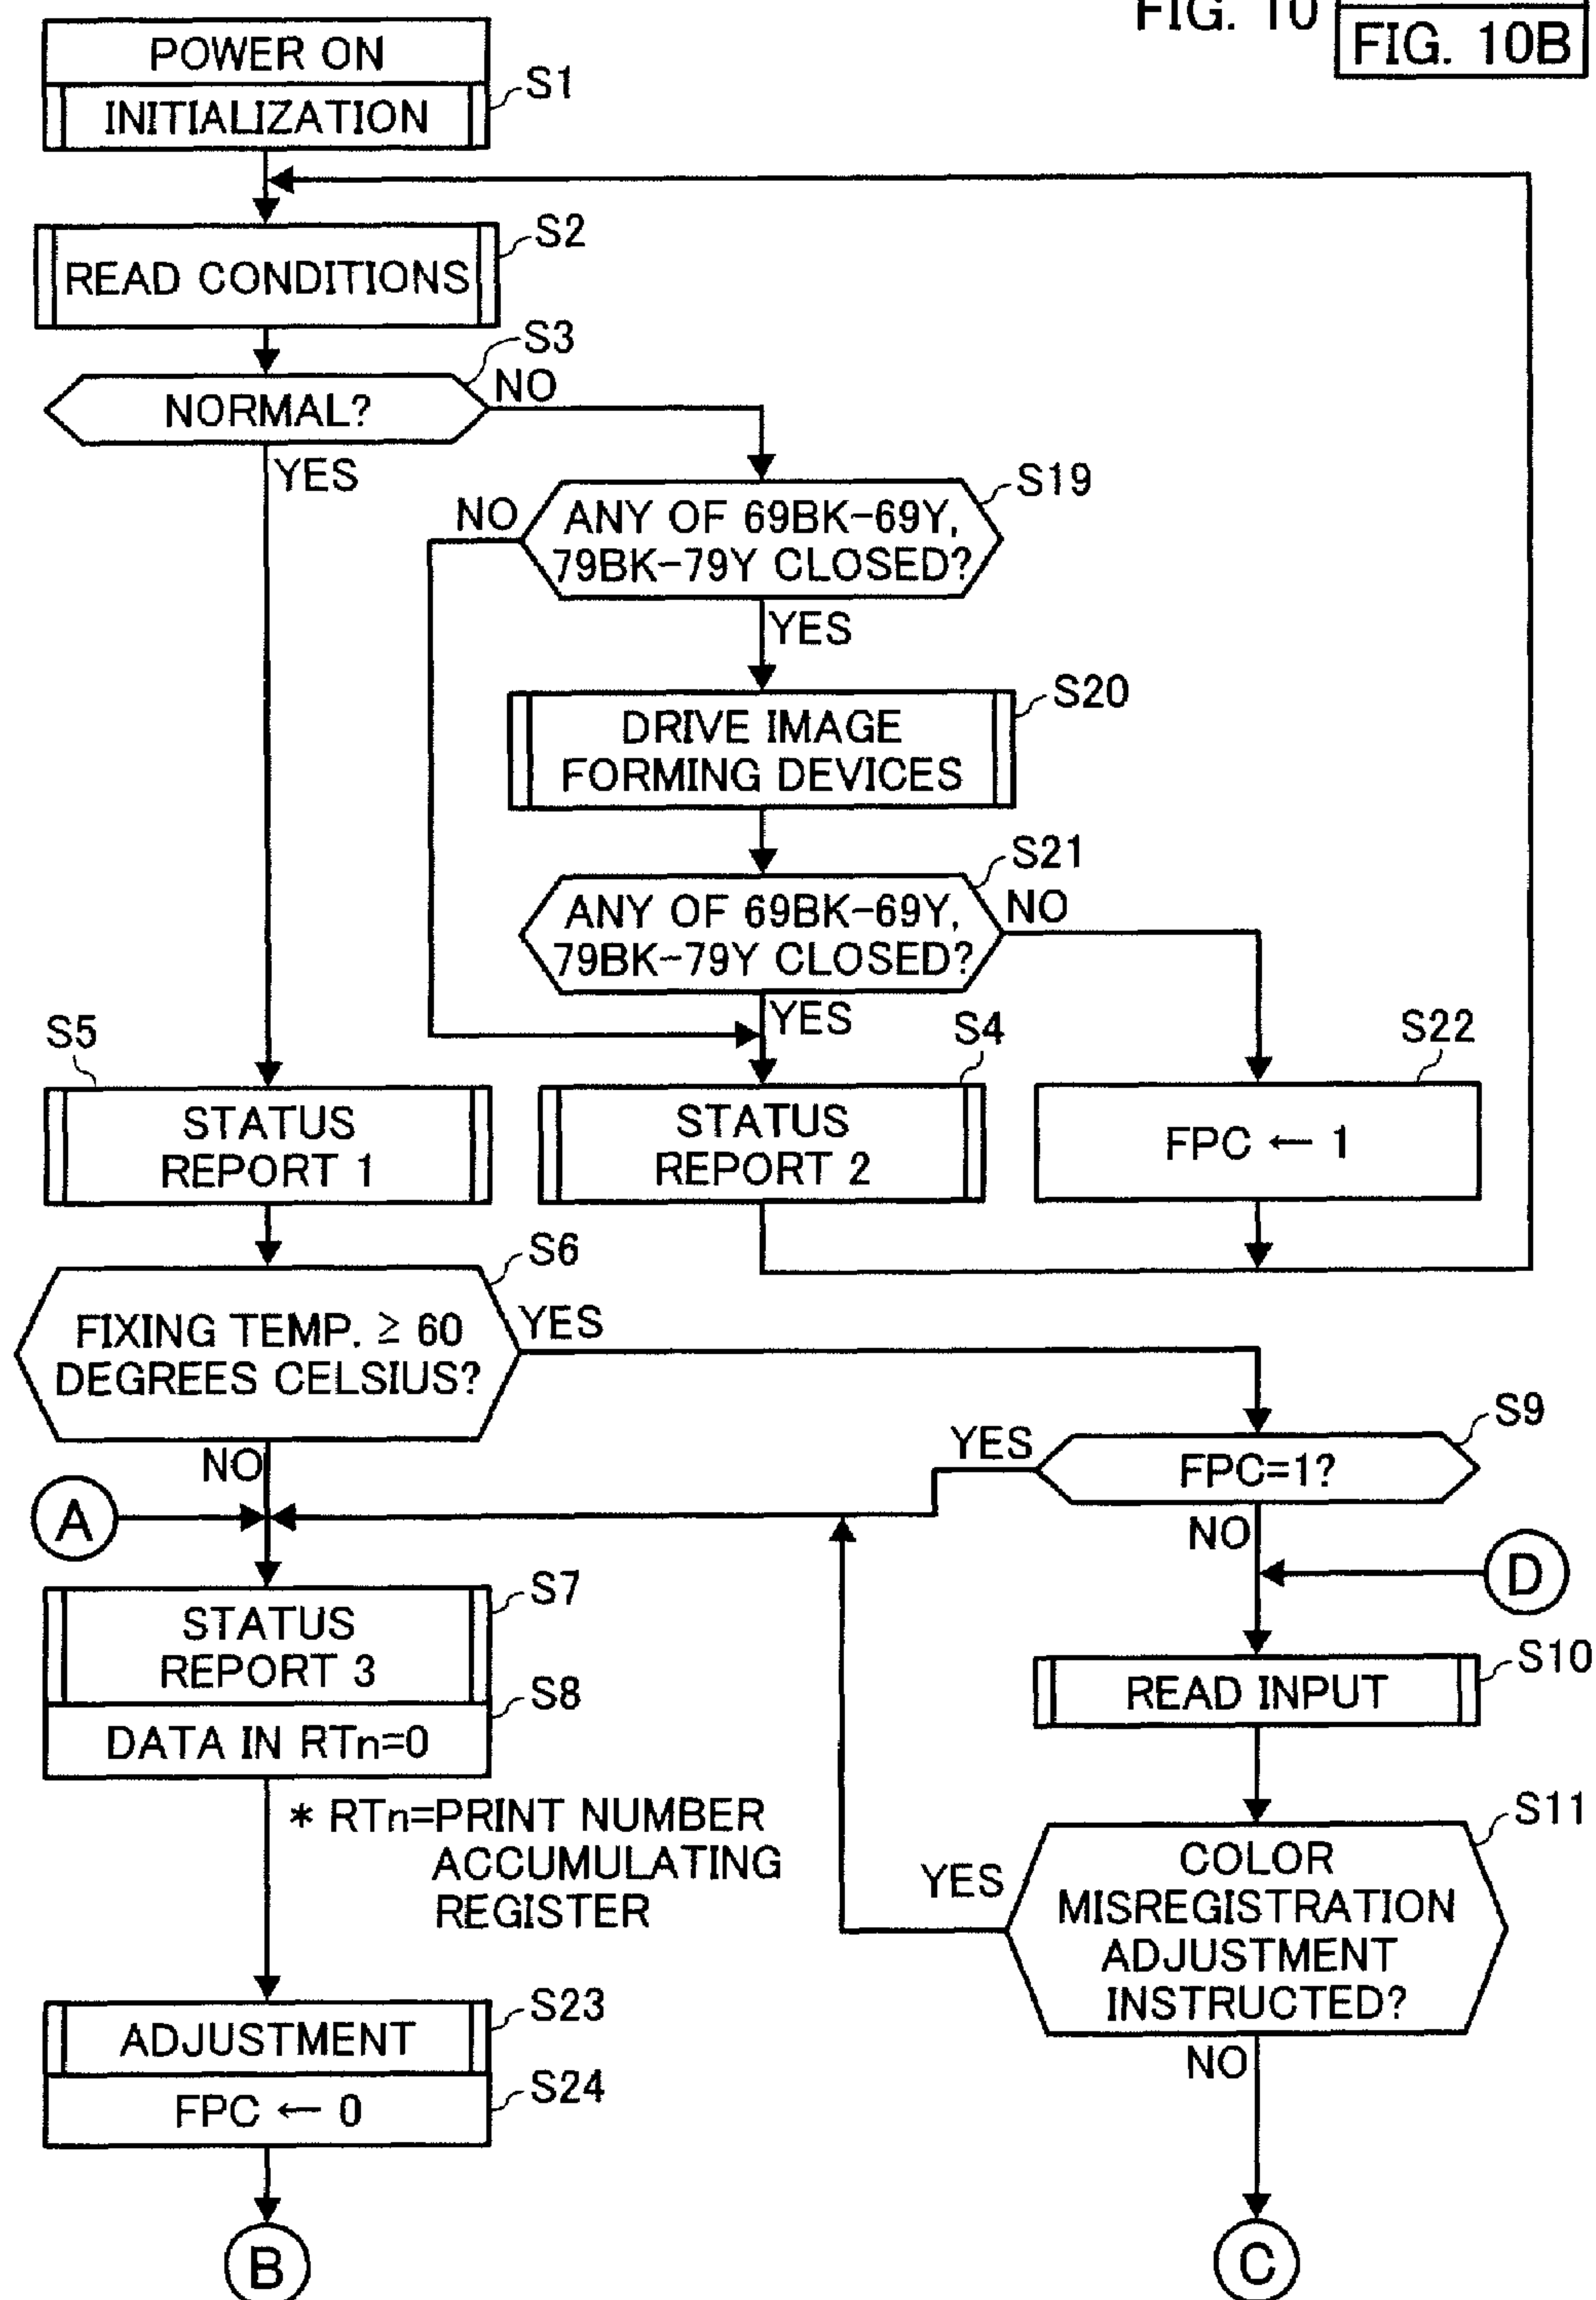 FIG. 10
FIG. 10B
POWER ON
INITIALIZATION
S1
READ CONDITIONS
S2
NORMAL?
S3
NO
YES
ANY OF 69BK-69Y,
79BK-79Y CLOSED?
S19
NO
YES
DRIVE IMAGE
FORMING DEVICES
S20
ANY OF 69BK-69Y,
79BK-79Y CLOSED?
S21
NO
YES
S5
STATUS
REPORT 1
S4
STATUS
REPORT 2
S22
FPC ← 1
S6
FIXING TEMP. ≥ 60
DEGREES CELSIUS?
YES
NO
S9
FPC=1?
YES
NO
A
D
S7
STATUS
REPORT 3
S8
DATA IN RTn=0
* RTn=PRINT NUMBER
ACCUMULATING
REGISTER
S10
READ INPUT
S11
COLOR
MISREGISTRATION
ADJUSTMENT
INSTRUCTED?
YES
NO
S23
ADJUSTMENT
S24
FPC ← 0
B
C